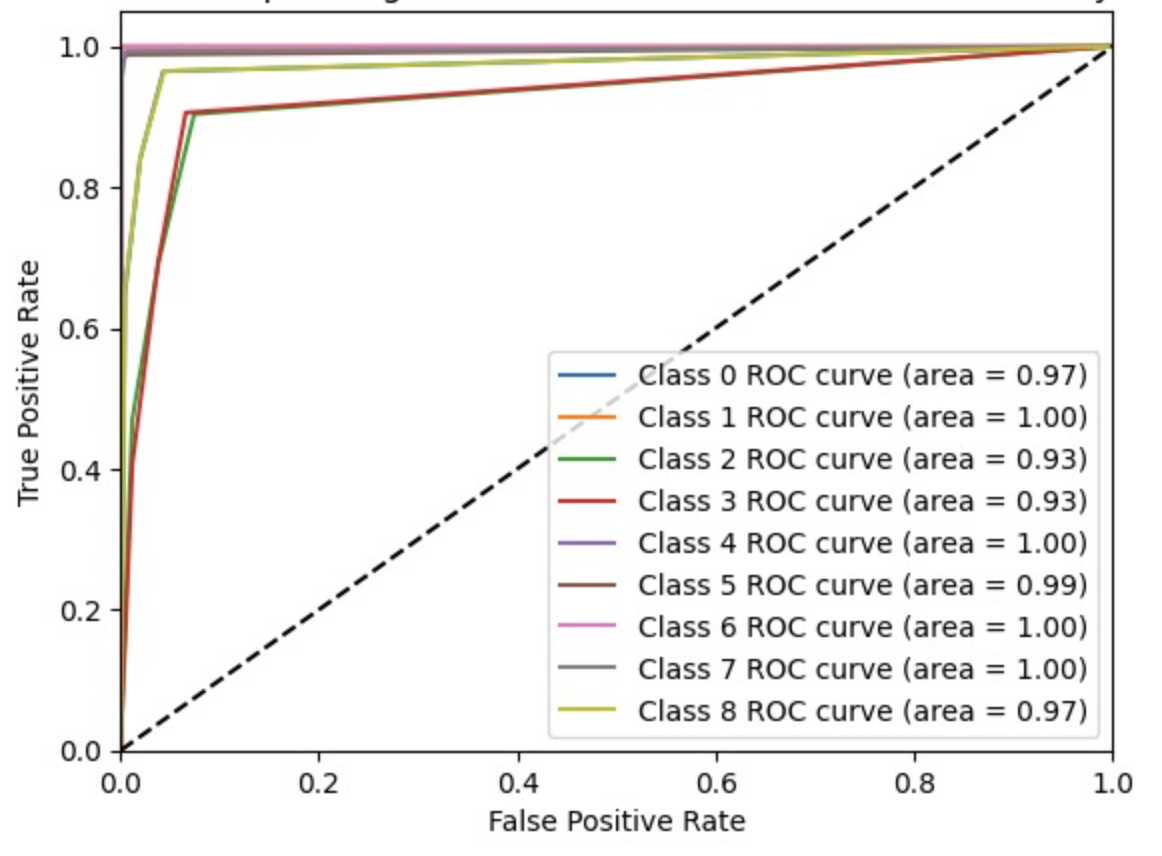 1.0
0.8
0.6
0.4
0.2
0.0
True Positive Rate
Class 0 ROC curve (area = 0.97)
Class 1 ROC curve (area = 1.00)
Class 2 ROC curve (area = 0.93)
Class 3 ROC curve (area = 0.93)
Class 4 ROC curve (area = 1.00)
Class 5 ROC curve (area = 0.99)
Class 6 ROC curve (area = 1.00)
Class 7 ROC curve (area = 1.00)
Class 8 ROC curve (area = 0.97)
0.0 0.2 0.4 0.6 0.8 1.0
False Positive Rate